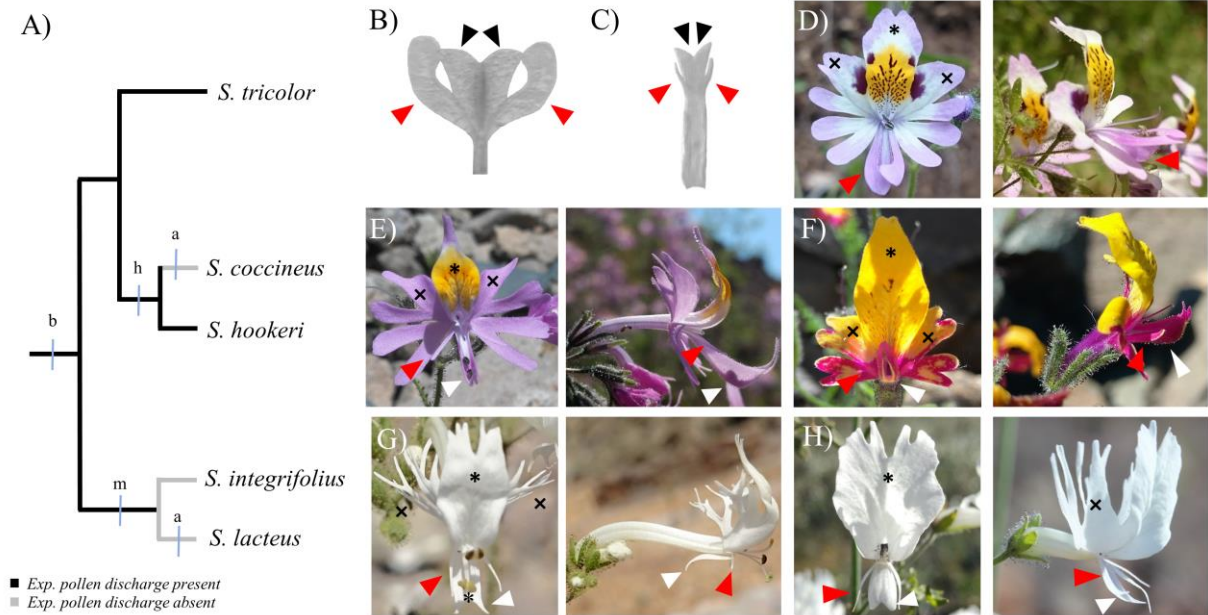 A)
S. tricolor
a
S. coccineus
h
S. hookeri
b
S. integrifolius
m
a
S. lacteus
Exp. pollen discharge present
Exp. pollen discharge absent
B)
C)
D)
E)
F)
G)
H)